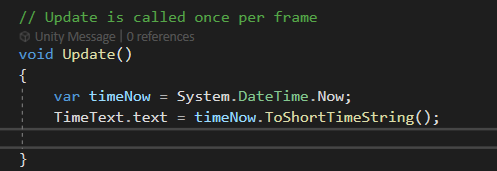 // Update is called once per frame
Unity Message | 0 references
void Update()
{
var timeNow = System.DateTime.Now;
TimeText.text = timeNow.ToShortTimeString();
}